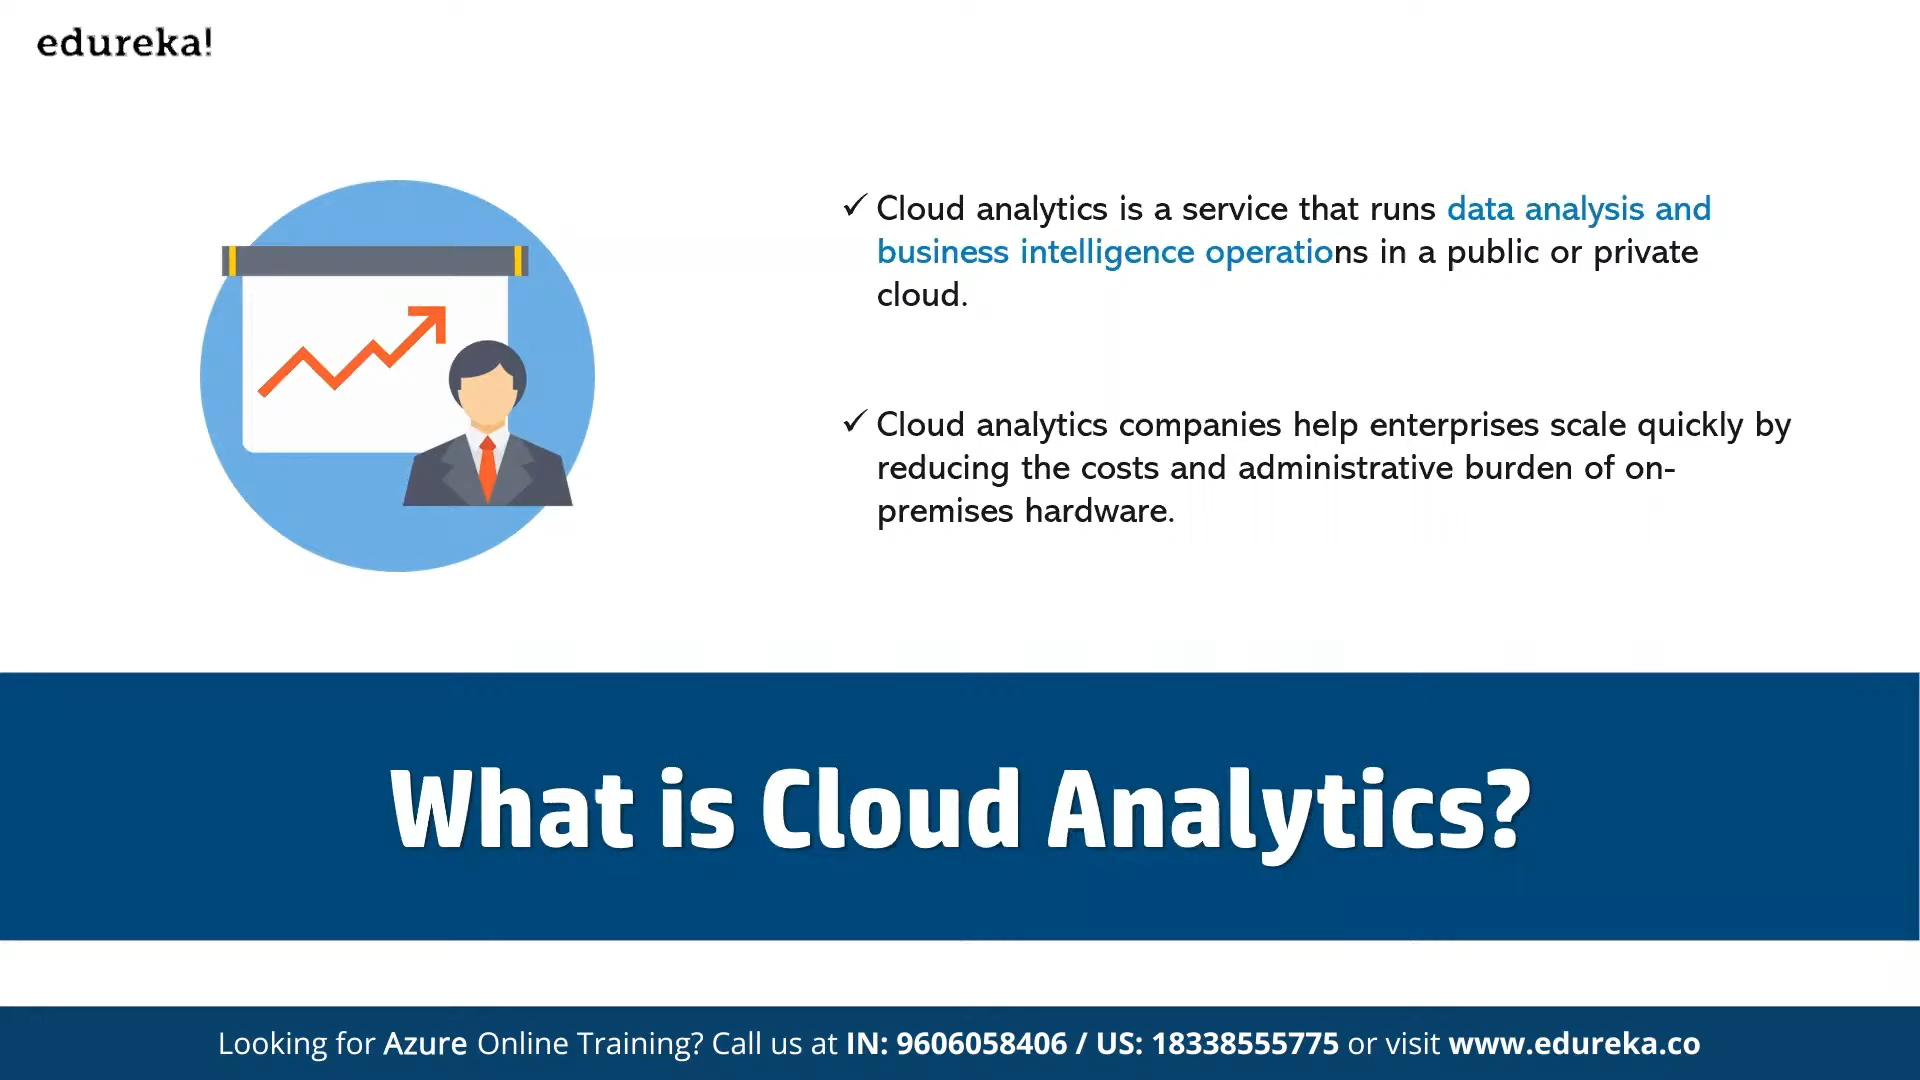 edureka!
✓ Cloud analytics is a service that runs data analysis and
business intelligence operations in a public or private
cloud.
✓ Cloud analytics companies help enterprises scale quickly by
reducing the costs and administrative burden of on-
premises hardware.
What is Cloud Analytics?
Looking for Azure Online Training? Call us at IN: 9606058406 / US: 18338555775 or visit www.edureka.co